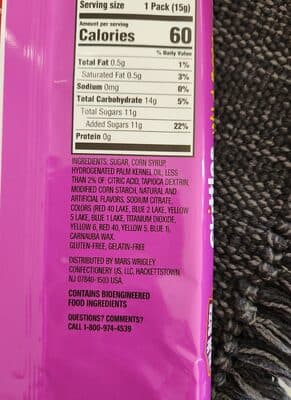 Serving size 1 Pack (15g)
Amount per serving
Calories 60
% Daily Value
Total Fat 0.5g 1%
Saturated Fat 0.5g 3%
Sodium 0mg 0%
Total Carbohydrate 14g 5%
Total Sugars 11g
Added Sugars 11g 22%
Protein 0g
INGREDIENTS: SUGAR, CORN SYRUP,
HYDROGENATED PALM KERNEL OIL, LESS
THAN 2% OF: CITRIC ACID, TAPIOCA DEXTRIN,
MODIFIED CORN STARCH, NATURAL AND
ARTIFICIAL FLAVORS, SODIUM CITRATE,
COLORS (RED 40 LAKE, BLUE 2 LAKE, YELLOW
5 LAKE, BLUE 1 LAKE, TITANIUM DIOXIDE,
YELLOW 6, RED 40, YELLOW 5, BLUE 1),
CARNAUBA WAX.
GLUTEN-FREE, GELATIN-FREE
DISTRIBUTED BY MARS WRIGLEY
CONFECTIONERY US, LLC, HACKETTSTOWN,
NJ 07840-1503 USA.
CONTAINS BIOENGINEERED
FOOD INGREDIENTS
QUESTIONS? COMMENTS?
CALL 1-800-974-4539